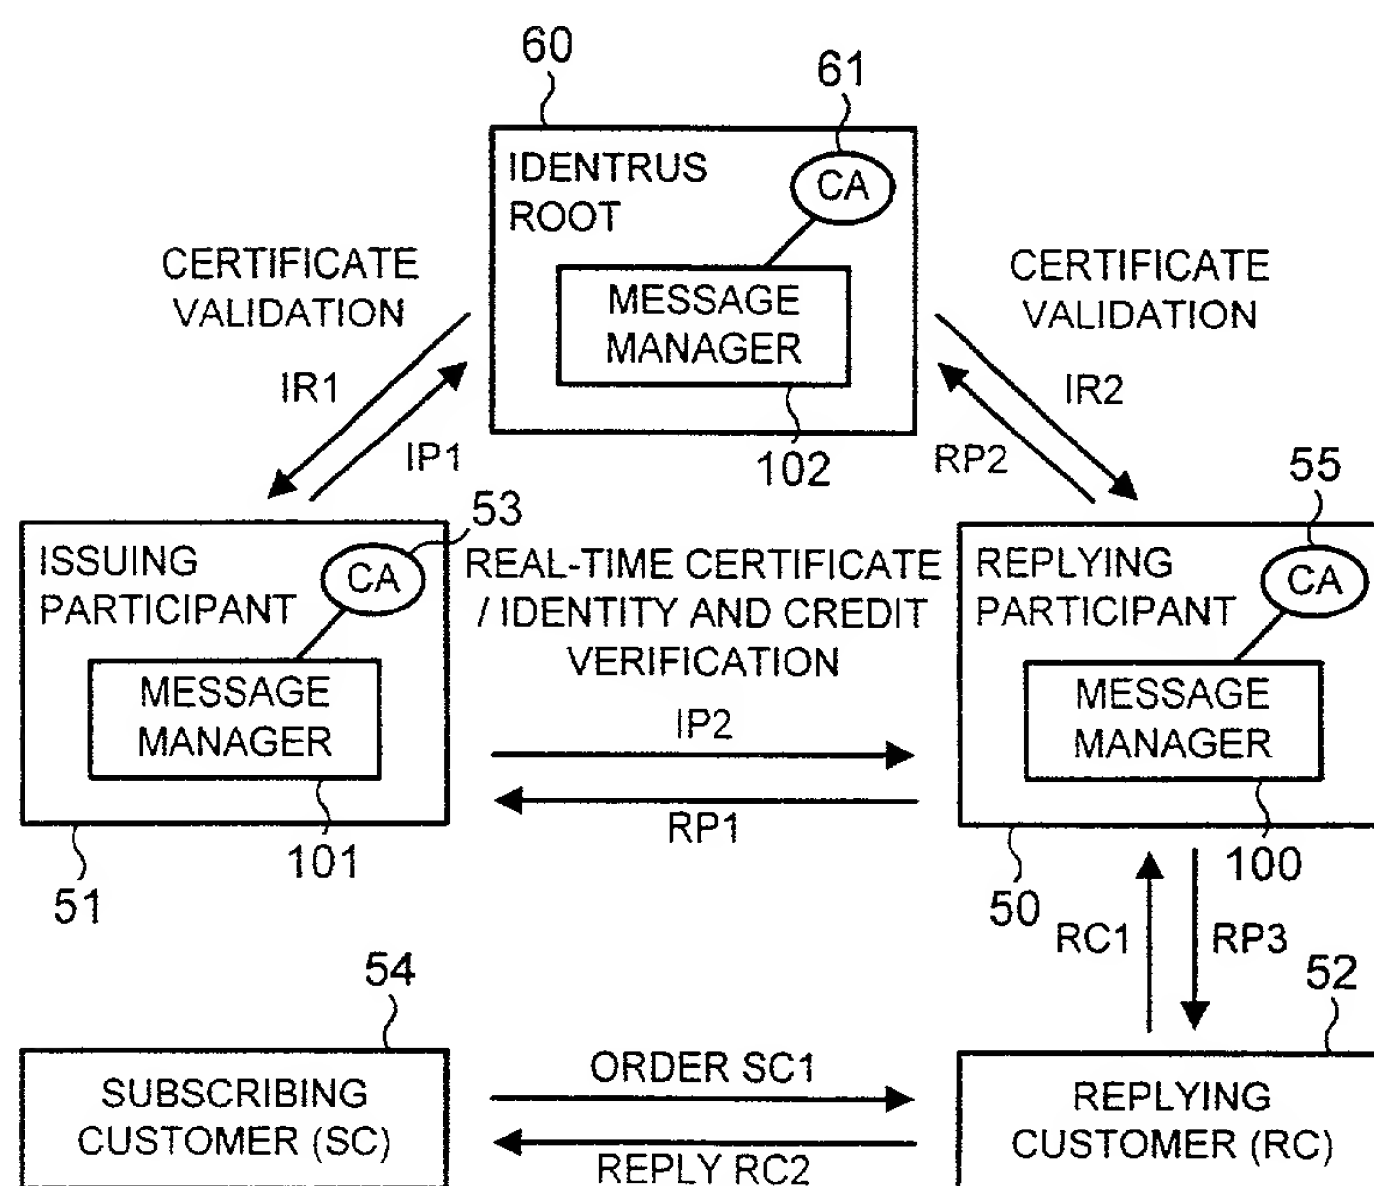 60
61
IDENTRUS
ROOT
CA
MESSAGE
MANAGER
102
CERTIFICATE
VALIDATION
IR1
IP1
CERTIFICATE
VALIDATION
IR2
RP2
53
55
ISSUING
PARTICIPANT
CA
MESSAGE
MANAGER
101
51
REAL-TIME CERTIFICATE
/ IDENTITY AND CREDIT
VERIFICATION
IP2
RP1
REPLYING
PARTICIPANT
CA
MESSAGE
MANAGER
100
50
RC1
RP3
54
52
SUBSCRIBING
CUSTOMER (SC)
ORDER SC1
REPLY RC2
REPLYING
CUSTOMER (RC)